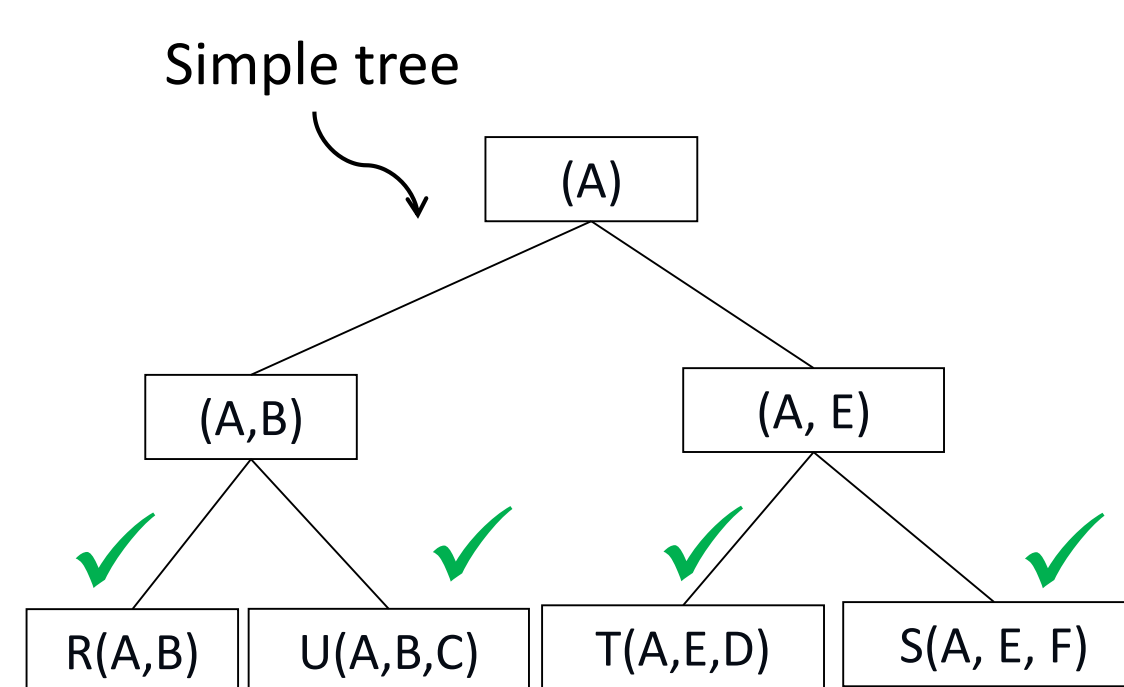 Simple tree
(A)
(A,B)
(A, E)
R(A,B)
U(A,B,C)
T(A,E,D)
S(A, E, F)